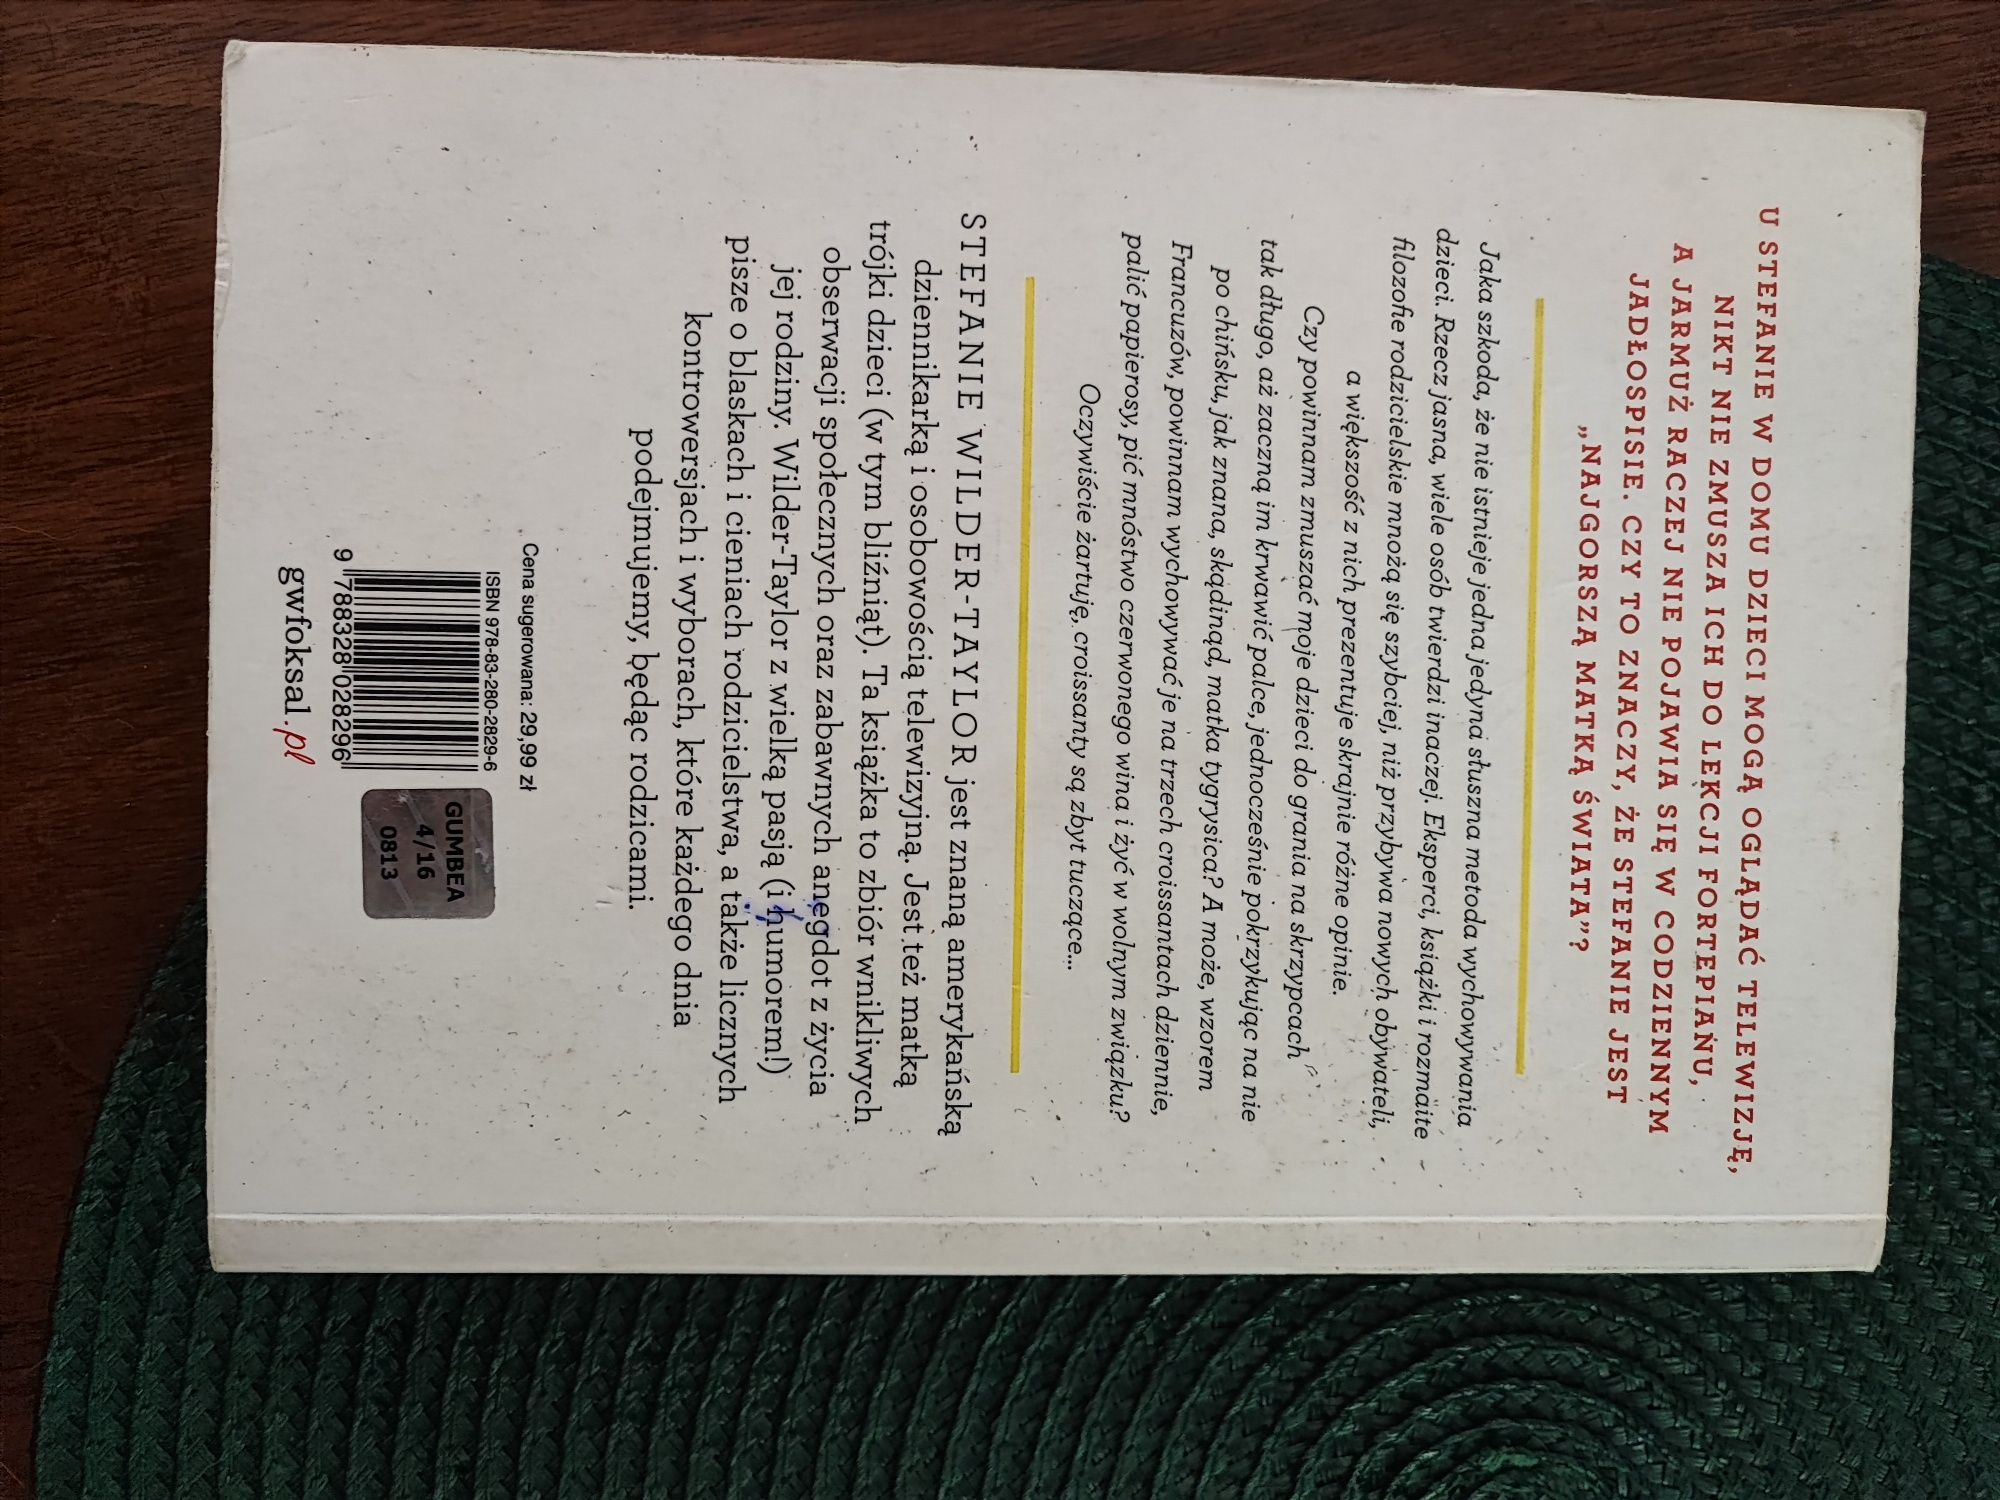 U STEFANIE W DOMU DZIECI MOGĄ OGLĄDAĆ TELEWIZJĘ,
NIKT NIE ZMUSZA ICH DO LEKCJI FORTEPIANU,
A JARMUŻ RACZEJ NIE POJAWIA SIĘ W CODZIENNYM
JADŁOSPISIE. CZY TO ZNACZY, ŻE STEFANIE JEST
„NAJGORSZĄ MATKĄ ŚWIATA”?
Jaka szkoda, że nie istnieje jedna jedyna słuszna metoda wychowywania
dzieci. Rzecz jasna, wiele osób twierdzi inaczej. Eksperci, książki i rozmaite
filozofie rodzicielskie mnożą się szybciej, niż przybywa nowych obywateli,
a większość z nich prezentuje skrajnie różne opinie.
Czy powinnam zmuszać moje dzieci do grania na skrzypcach
tak długo, aż zaczną im krwawić palce, jednocześnie pokrzykując na nie
po chińsku, jak znana, skądinąd, matka tygrysica? A może, wzorem
Francuzów, powinnam wychowywać je na trzech croissantach dziennie,
palić papierosy, pić mnóstwo czerwonego wina i żyć w wolnym związku?
Oczywiście żartuję, croissanty są zbyt tuczące...
STEFANIE WILDER-TAYLOR jest znaną amerykańską
dziennikarką i osobowością telewizyjną. Jest też matką
trójki dzieci (w tym bliźniąt). Ta książka to zbiór wnikliwych
obserwacji społecznych oraz zabawnych anegdot z życia
jej rodziny. Wilder-Taylor z wielką pasją (i humorem!)
pisze o blaskach i cieniach rodzicielstwa, a także licznych
kontrowersjach i wyborach, które każdego dnia
podejmujemy, będąc rodzicami.
Cena sugerowana: 29,99 zł
ISBN 978-83-280-2829-6
9 788328 028296
GUMBEA
4/16
0813
gwfoksal.pl